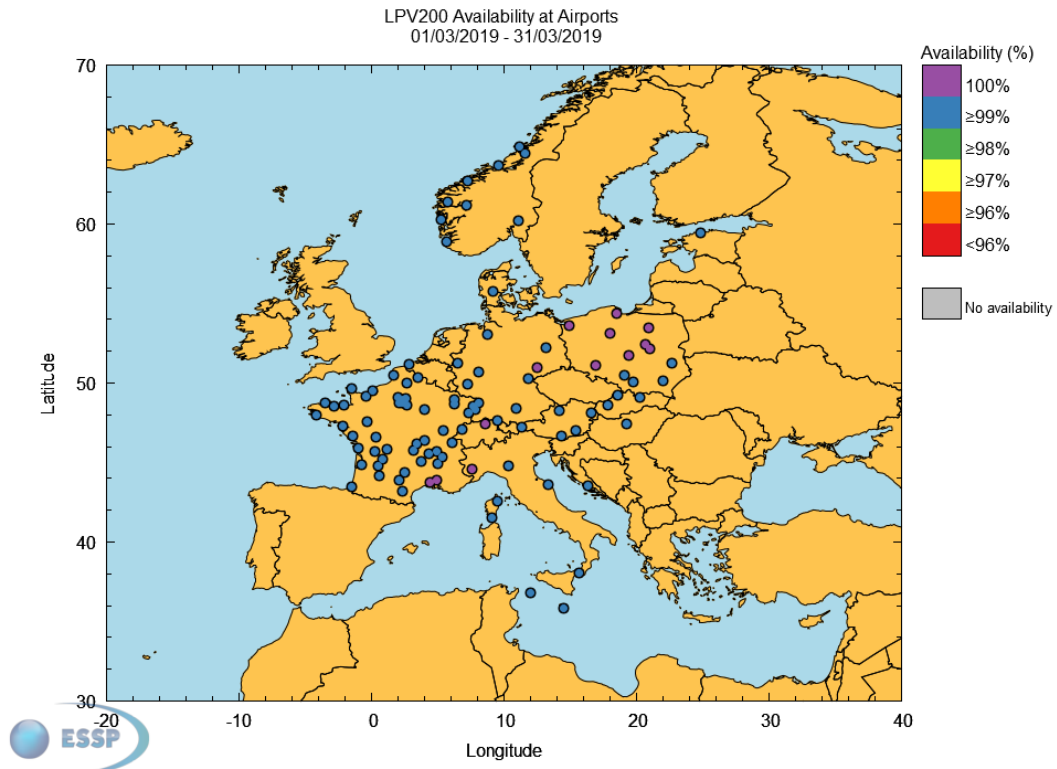 LPV200 Availability at Airports
01/03/2019 - 31/03/2019
Availability (%)
100%
≥99%
≥98%
≥97%
≥96%
<96%
No availability
70
60
50
40
30
Latitude
-20
-10
0
10
20
30
40
Longitude
ESSP